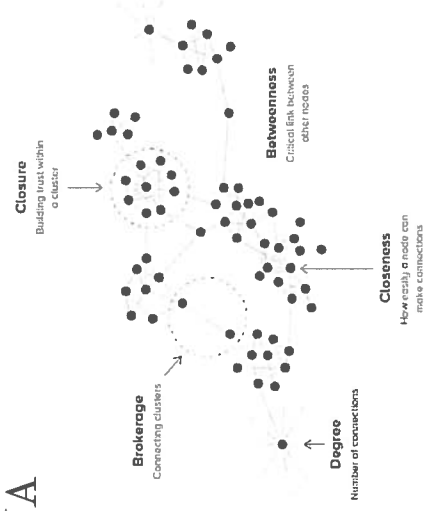 A
Closure
Building trust within
a cluster
Brokerage
Connecting clusters
Degree
Number of connections
Betweenness
Critical link between
other nodes
Closeness
How easily a node can
make connections